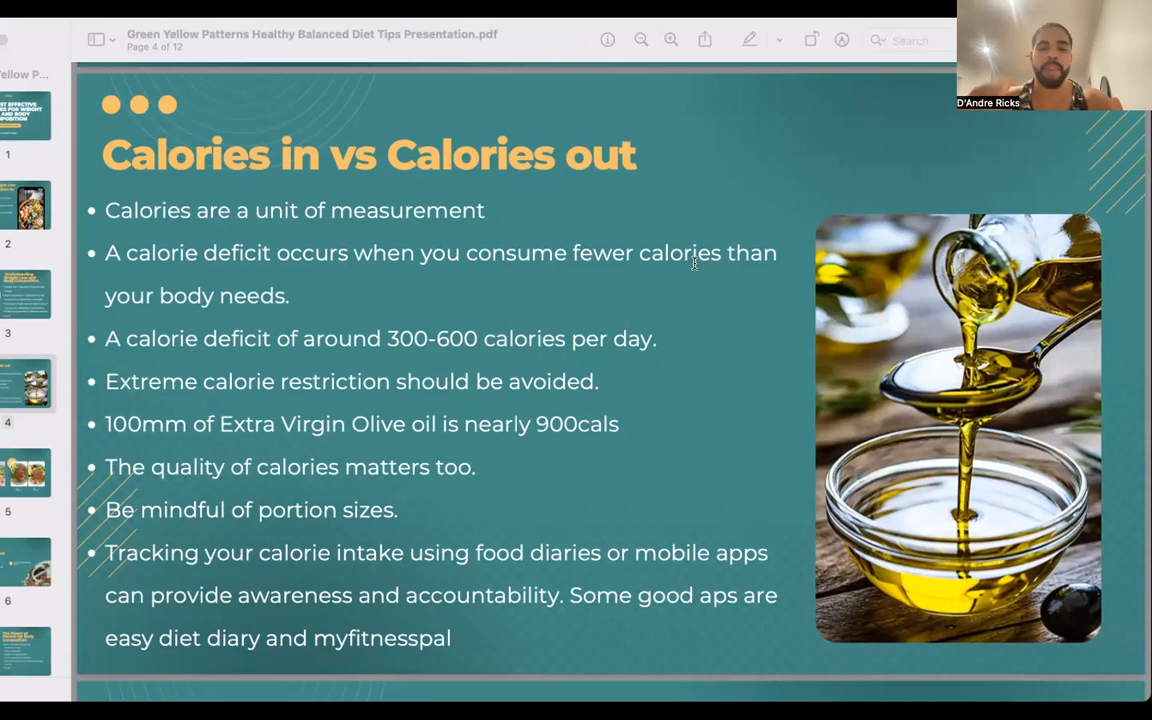 Green Yellow Patterns Healthy Balanced Diet Tips Presentation.pdf
Page 4 of 12
Search
D'Andre Ricks
ellow P...
1
2
3
4
5
6
Calories in vs Calories out
• Calories are a unit of measurement
• A calorie deficit occurs when you consume fewer calories than
your body needs.
• A calorie deficit of around 300-600 calories per day.
• Extreme calorie restriction should be avoided.
• 100mm of Extra Virgin Olive oil is nearly 900cals
• The quality of calories matters too.
• Be mindful of portion sizes.
• Tracking your calorie intake using food diaries or mobile apps
can provide awareness and accountability. Some good aps are
easy diet diary and myfitnesspal